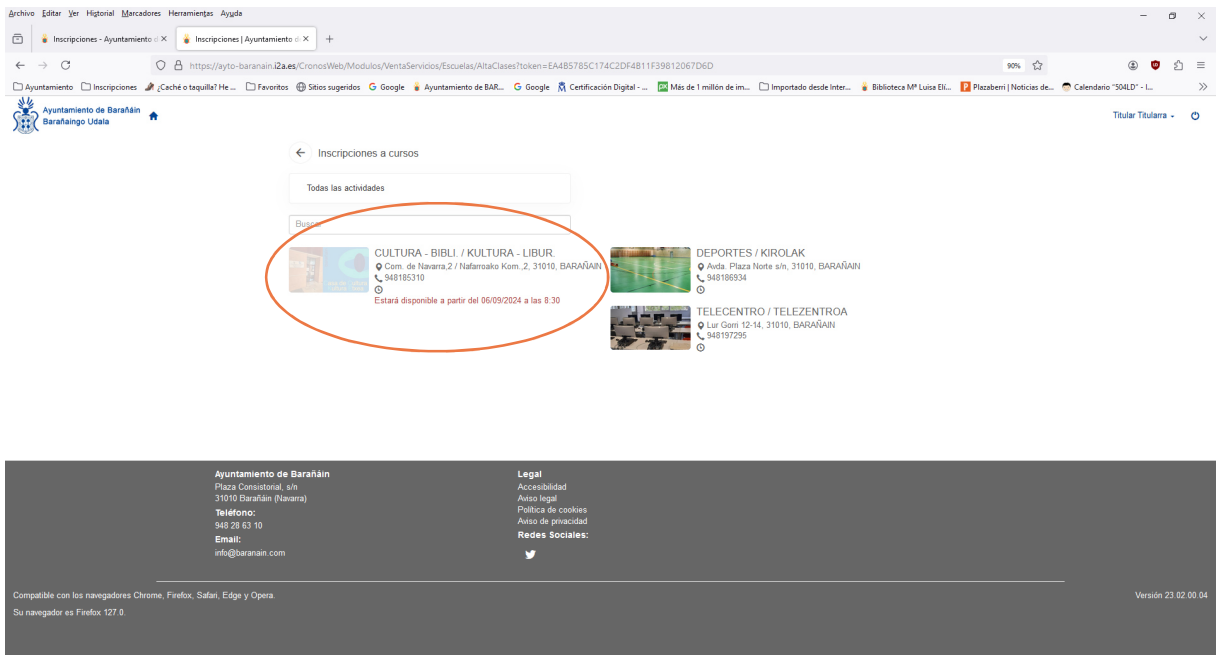 Archivo Editar Ver Historial Marcadores Herramientas Ayuda
Inscripciones - Ayuntamiento d
Inscripciones | Ayuntamiento d
https://ayto-baranain.i2a.es/CronosWeb/Modulos/VentaServicios/Escuelas/AltaClases?token=EA4B5785C174C2DF4B11F39812067D6D
90%
Ayuntamiento Inscripciones ¿Caché o taquilla? He ... Favoritos Sitios sugeridos Google Ayuntamiento de BAR... Google Certificación Digital - ... Más de 1 millón de im... Importado desde Inter... Biblioteca Mª Luisa Elí... Plazaberri | Noticias de... Calendario "504LD" - I...
Ayuntamiento de Barañáin
Barañaingo Udala
Titular Titularra
Inscripciones a cursos
Todas las actividades
Buscar
CULTURA - BIBLI. / KULTURA - LIBUR.
Com. de Navarra,2 / Nafarroako Kom.,2, 31010, BARAÑAIN
948185310
Estará disponible a partir del 06/09/2024 a las 8:30
DEPORTES / KIROLAK
Avda. Plaza Norte s/n, 31010, BARAÑAIN
948186934
TELECENTRO / TELEZENTROA
Lur Gorri 12-14, 31010, BARAÑAIN
948197295
Ayuntamiento de Barañáin
Plaza Consistorial, s/n
31010 Barañáin (Navarra)
Teléfono:
948 28 63 10
Email:
info@baranain.com
Legal
Accesibilidad
Aviso legal
Política de cookies
Aviso de privacidad
Redes Sociales:
Compatible con los navegadores Chrome, Firefox, Safari, Edge y Opera.
Su navegador es Firefox 127.0.
Versión 23.02.00.04